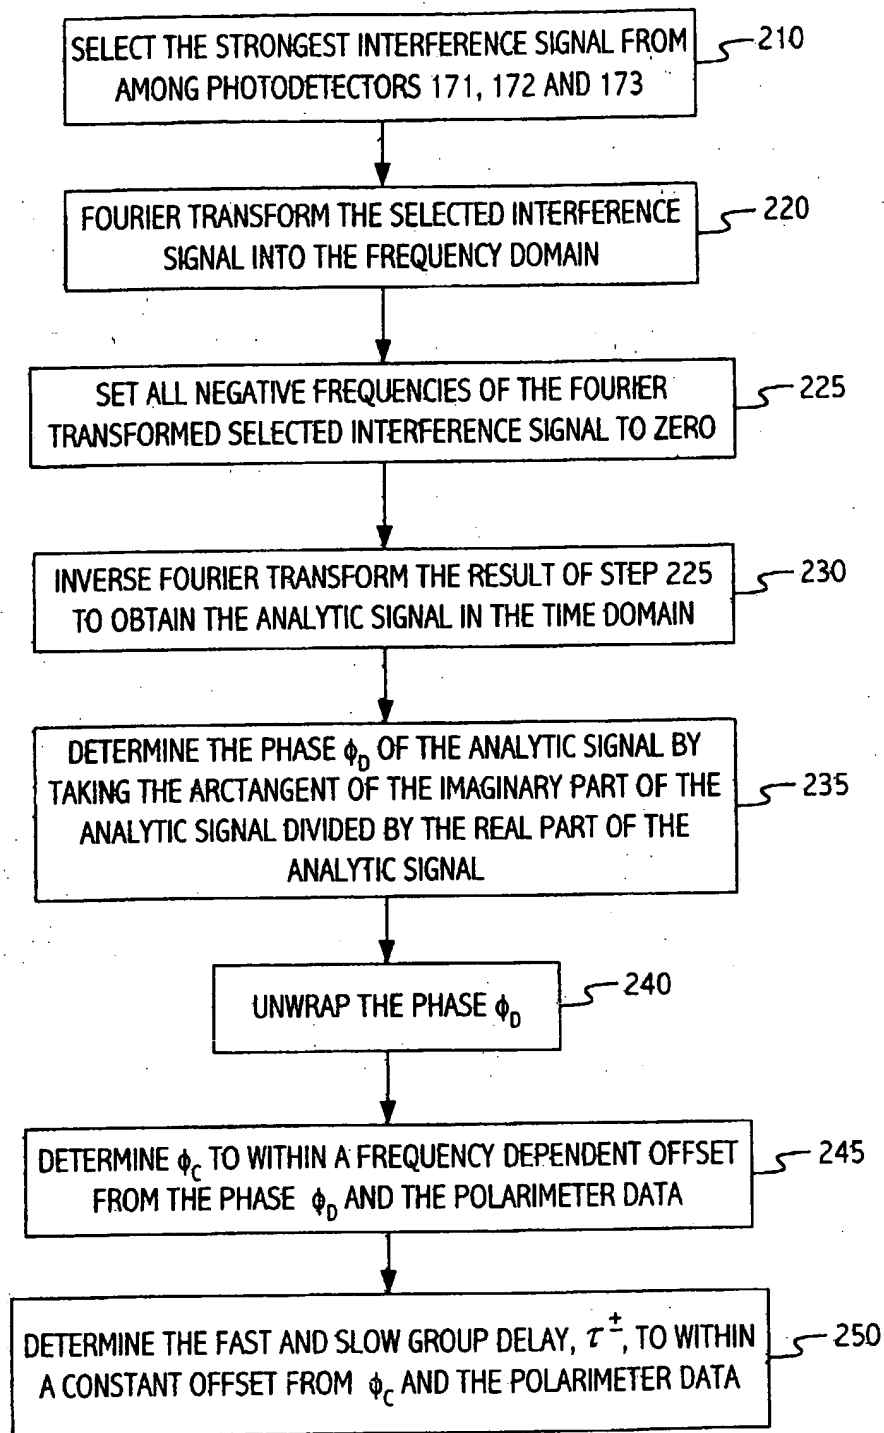 SELECT THE STRONGEST INTERFERENCE SIGNAL FROM
AMONG PHOTODETECTORS 171, 172 AND 173
210
FOURIER TRANSFORM THE SELECTED INTERFERENCE
SIGNAL INTO THE FREQUENCY DOMAIN
220
SET ALL NEGATIVE FREQUENCIES OF THE FOURIER
TRANSFORMED SELECTED INTERFERENCE SIGNAL TO ZERO
225
INVERSE FOURIER TRANSFORM THE RESULT OF STEP 225
TO OBTAIN THE ANALYTIC SIGNAL IN THE TIME DOMAIN
230
DETERMINE THE PHASE ϕ_D OF THE ANALYTIC SIGNAL BY
TAKING THE ARCTANGENT OF THE IMAGINARY PART OF THE
ANALYTIC SIGNAL DIVIDED BY THE REAL PART OF THE
ANALYTIC SIGNAL
235
UNWRAP THE PHASE ϕ_D
240
DETERMINE ϕ_C TO WITHIN A FREQUENCY DEPENDENT OFFSET
FROM THE PHASE ϕ_D AND THE POLARIMETER DATA
245
DETERMINE THE FAST AND SLOW GROUP DELAY, τ^±, TO WITHIN
A CONSTANT OFFSET FROM ϕ_C AND THE POLARIMETER DATA
250